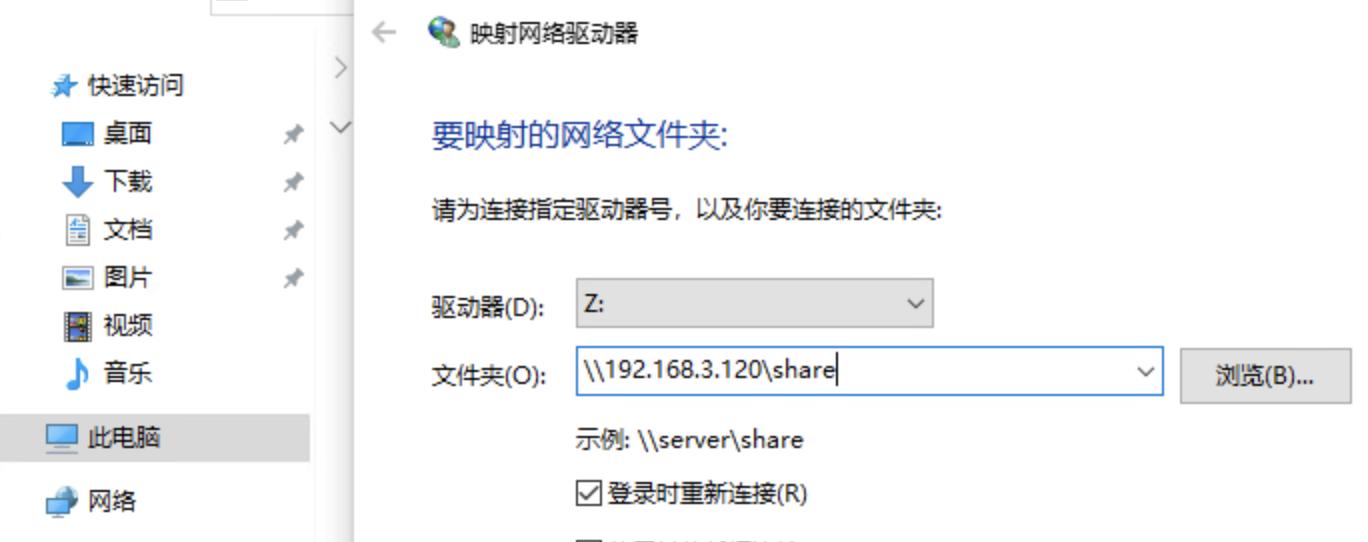 快速访问
桌面
下载
文档
图片
视频
音乐
此电脑
网络
映射网络驱动器
要映射的网络文件夹:
请为连接指定驱动器号，以及你要连接的文件夹:
驱动器(D):
Z:
文件夹(O):
\\192.168.3.120\share
浏览(B)...
示例: \\server\share
登录时重新连接(R)